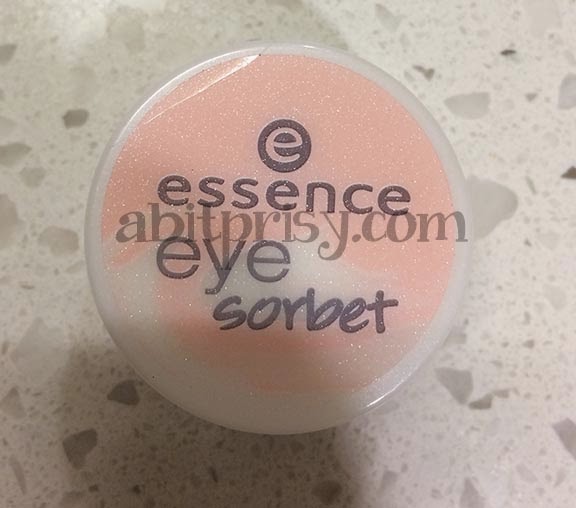 e
essence
abitprisy.com
eye
sorbet